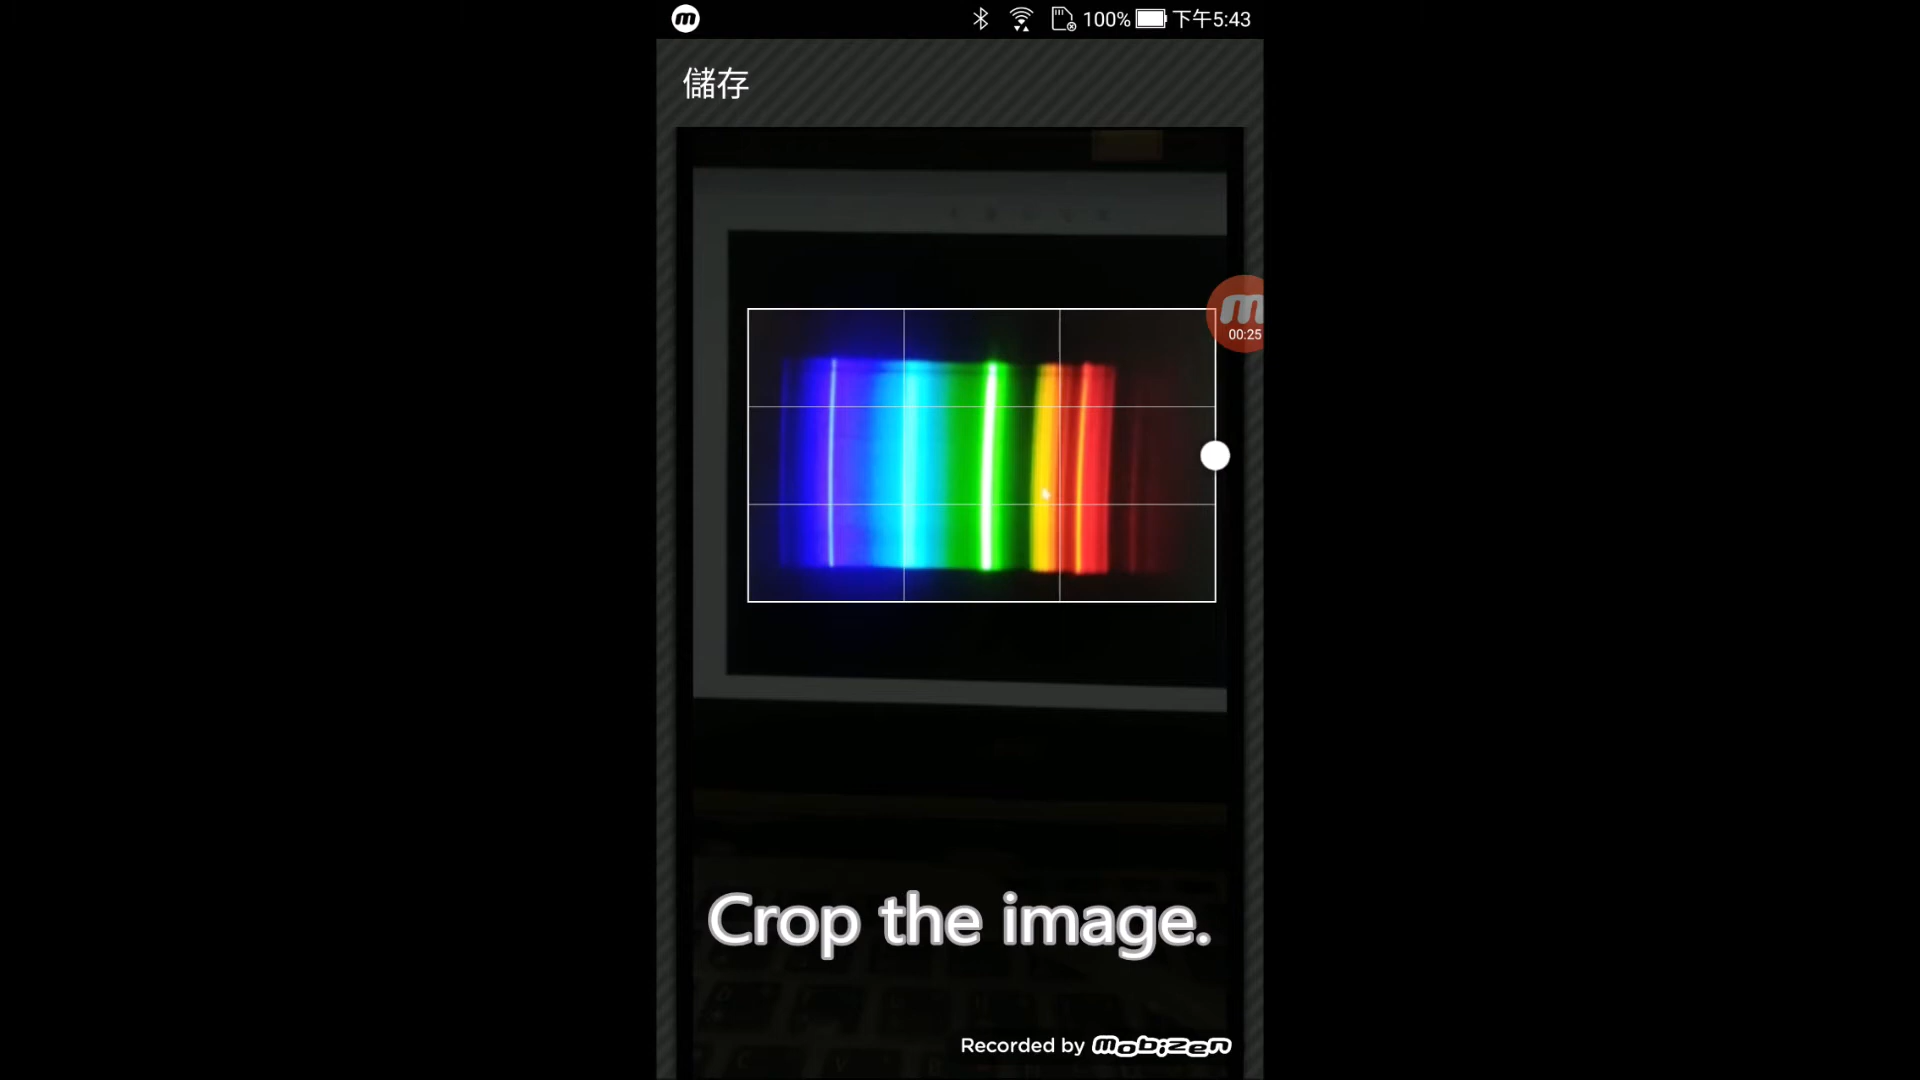 100% 下午5:43
儲存
00:25
Crop the image.
Recorded by mobizen